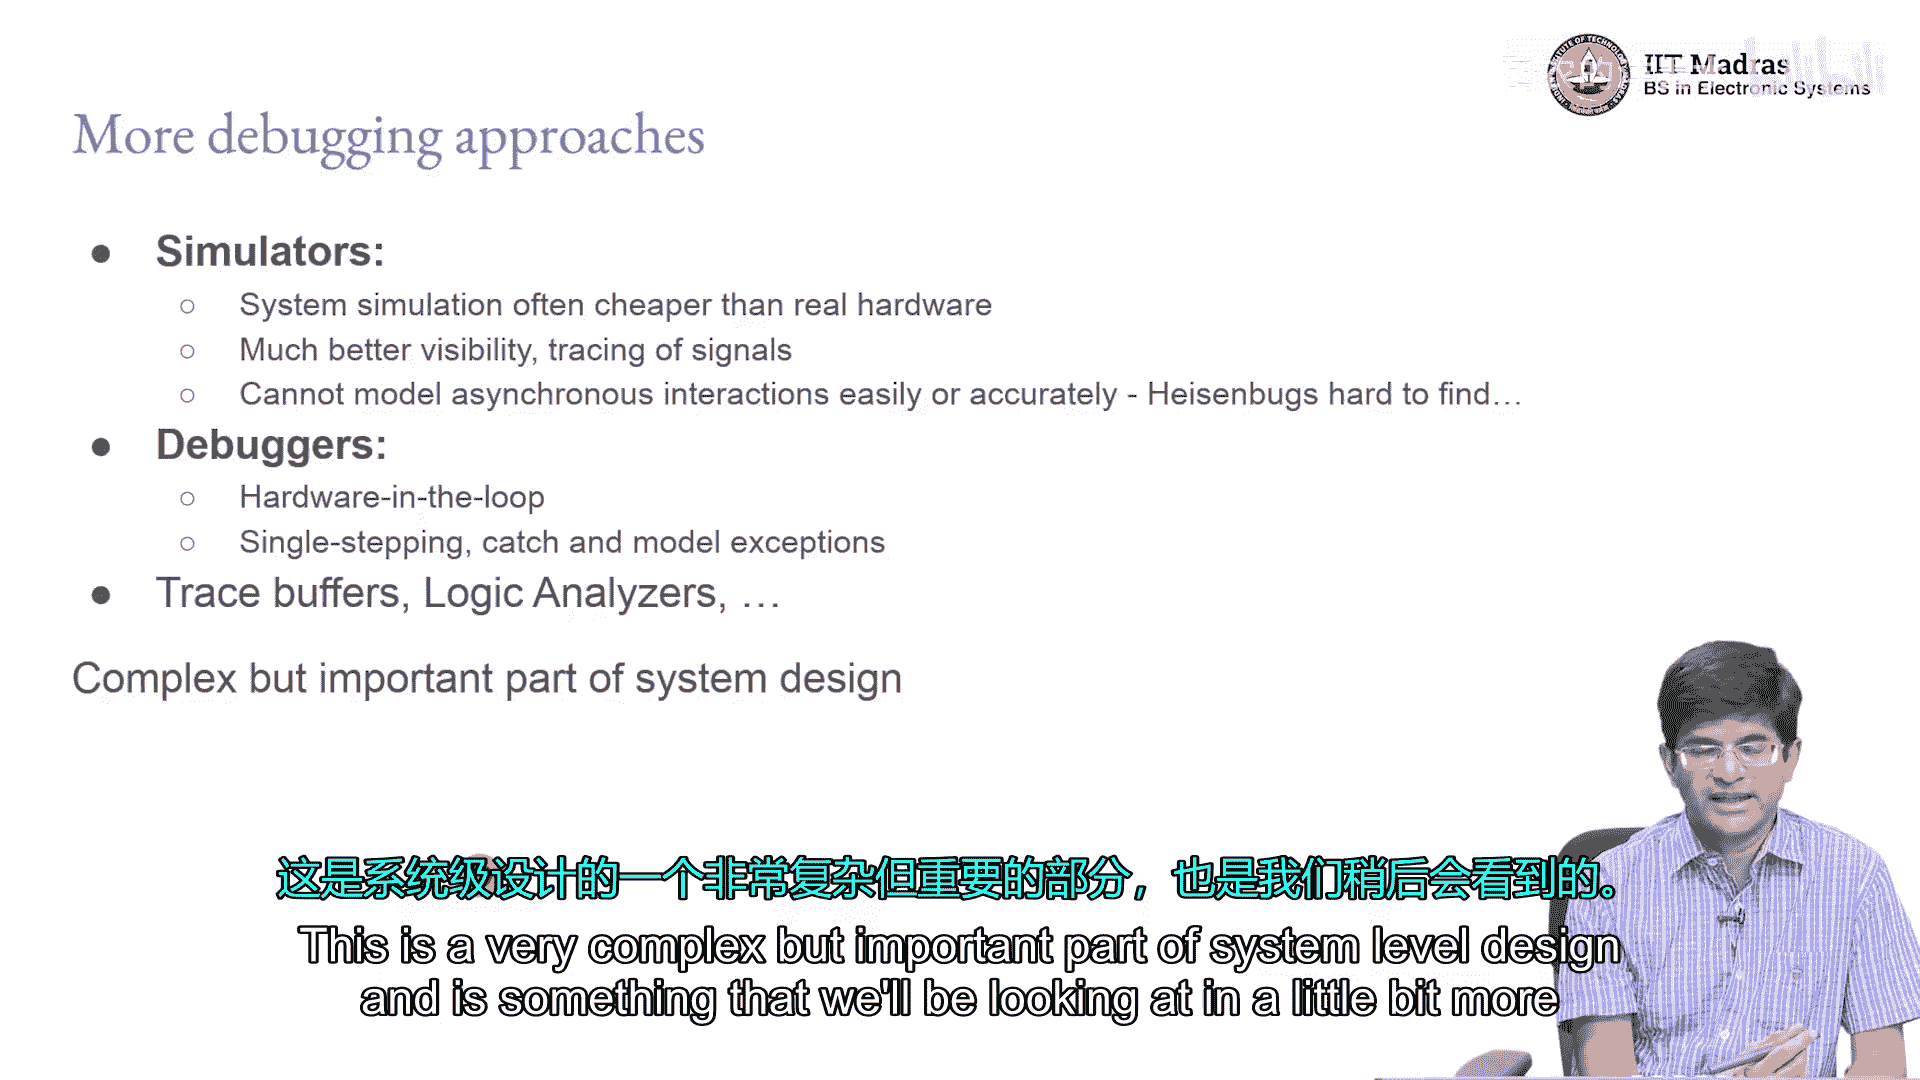 IIT Madras
BS in Electronic Systems
More debugging approaches
● Simulators:
○ System simulation often cheaper than real hardware
○ Much better visibility, tracing of signals
○ Cannot model asynchronous interactions easily or accurately - Heisenbugs hard to find…
● Debuggers:
○ Hardware-in-the-loop
○ Single-stepping, catch and model exceptions
● Trace buffers, Logic Analyzers, …
Complex but important part of system design
这是系统级设计的一个非常复杂但重要的部分，也是我们稍后会看到的。
This is a very complex but important part of system level design
and is something that we'll be looking at in a little bit more